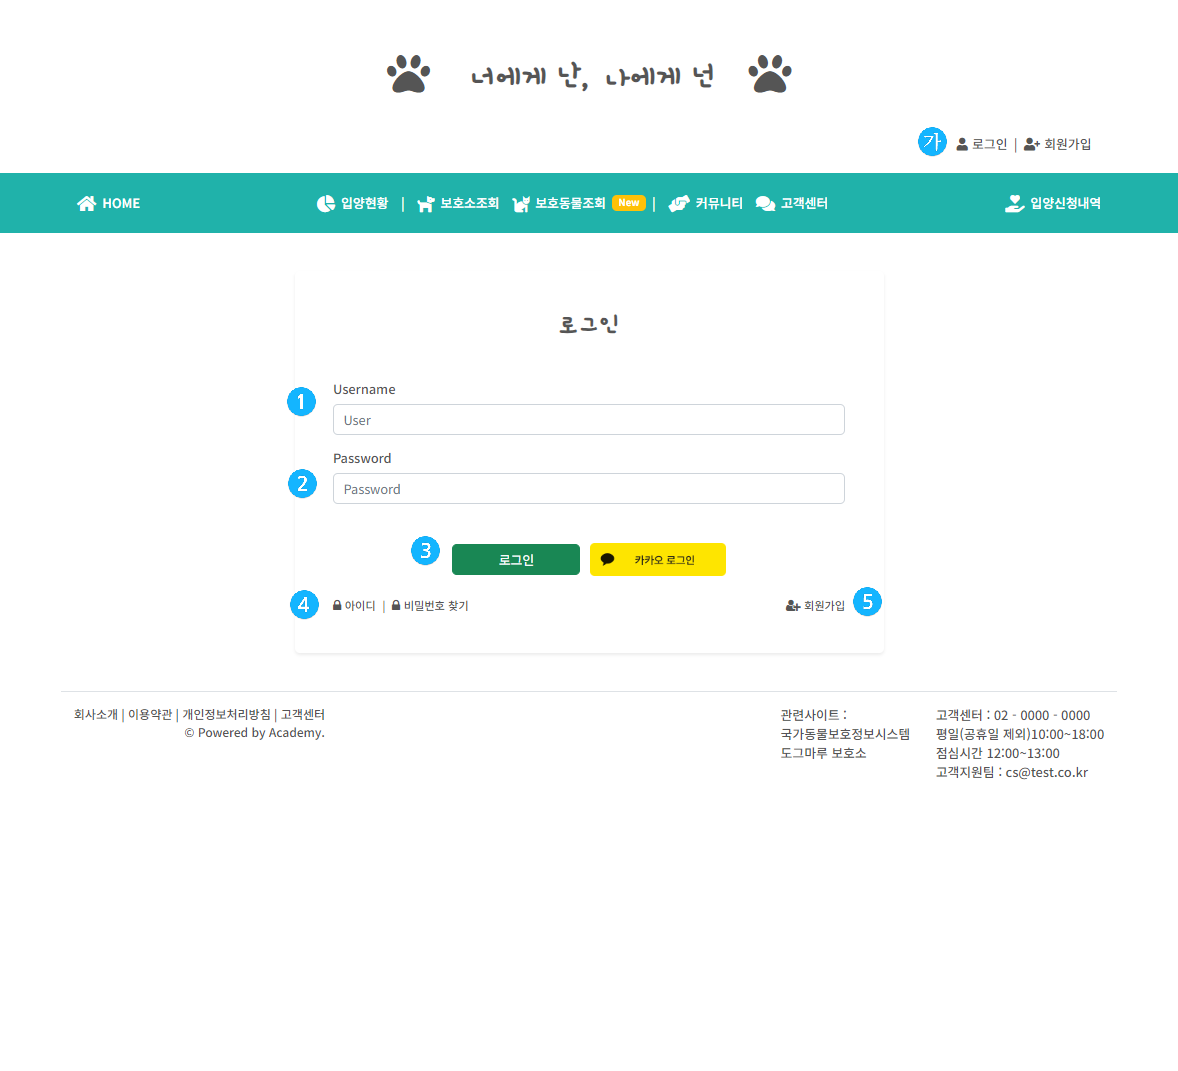 너에게 난, 나에게 넌
가 로그인 | 회원가입
HOME 입양현황 | 보호소조회 보호동물조회 New | 커뮤니티 고객센터 입양신청내역
로그인
Username
1
User
Password
2
Password
3 로그인 카카오 로그인
4 아이디 | 비밀번호 찾기 회원가입 5
회사소개 | 이용약관 | 개인정보처리방침 | 고객센터
© Powered by Academy.
관련사이트 :
국가동물보호정보시스템
도그마루 보호소
고객센터 : 02 - 0000 - 0000
평일(공휴일 제외)10:00~18:00
점심시간 12:00~13:00
고객지원팀 : cs@test.co.kr